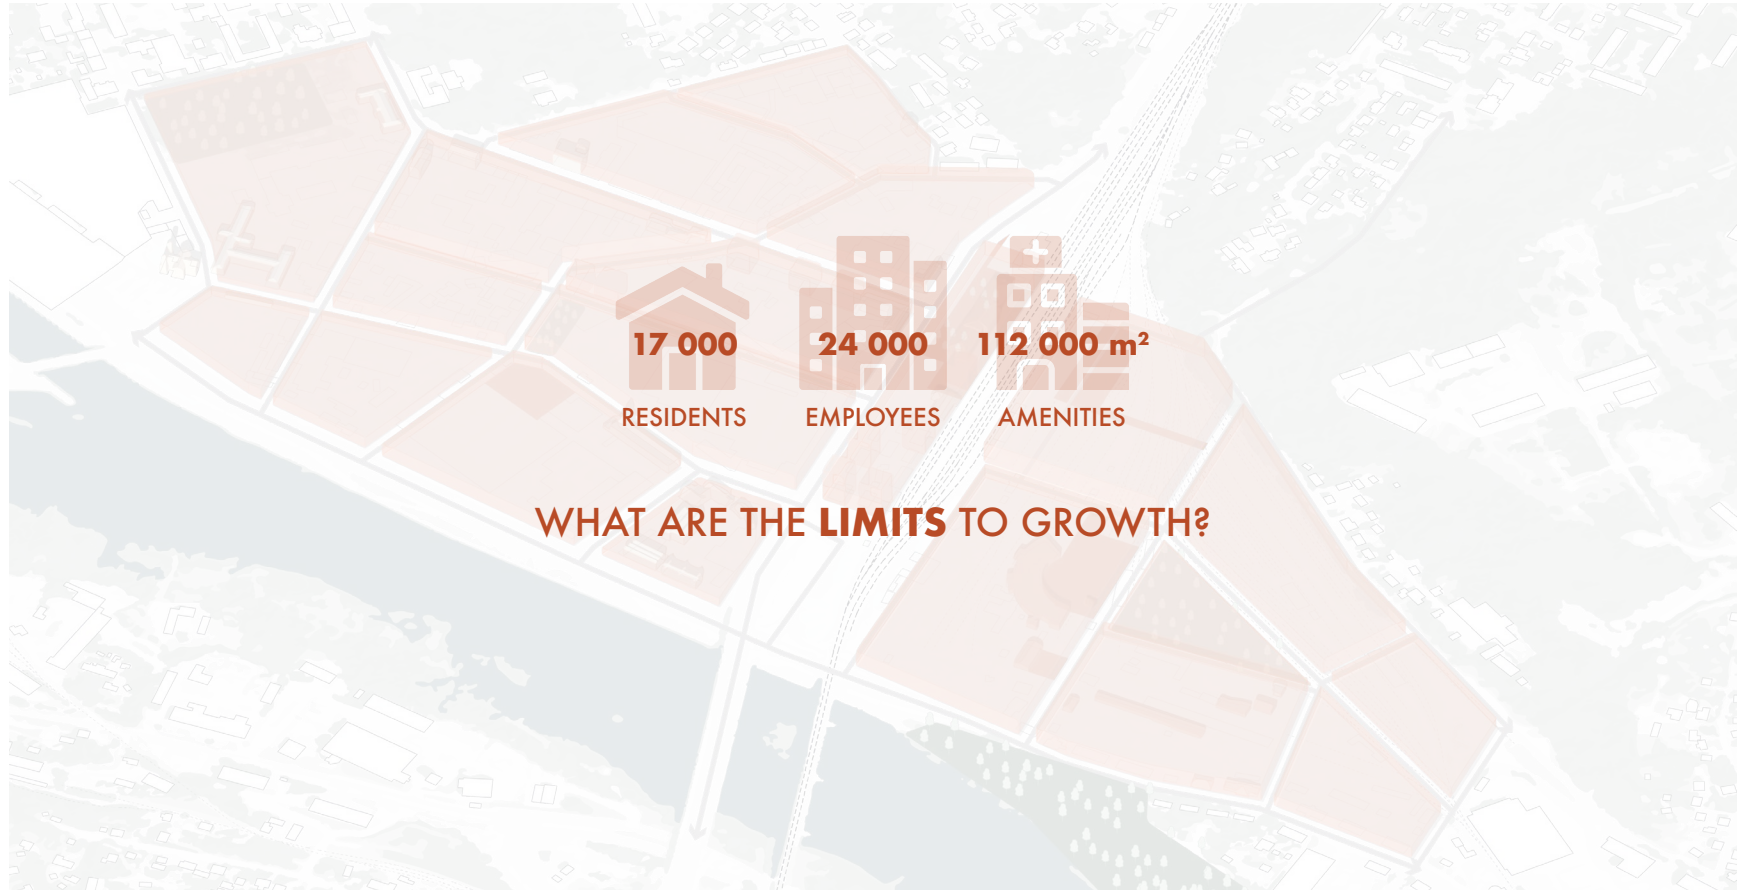 17 000 24 000 112 000 m²
RESIDENTS EMPLOYEES AMENITIES
WHAT ARE THE LIMITS TO GROWTH?